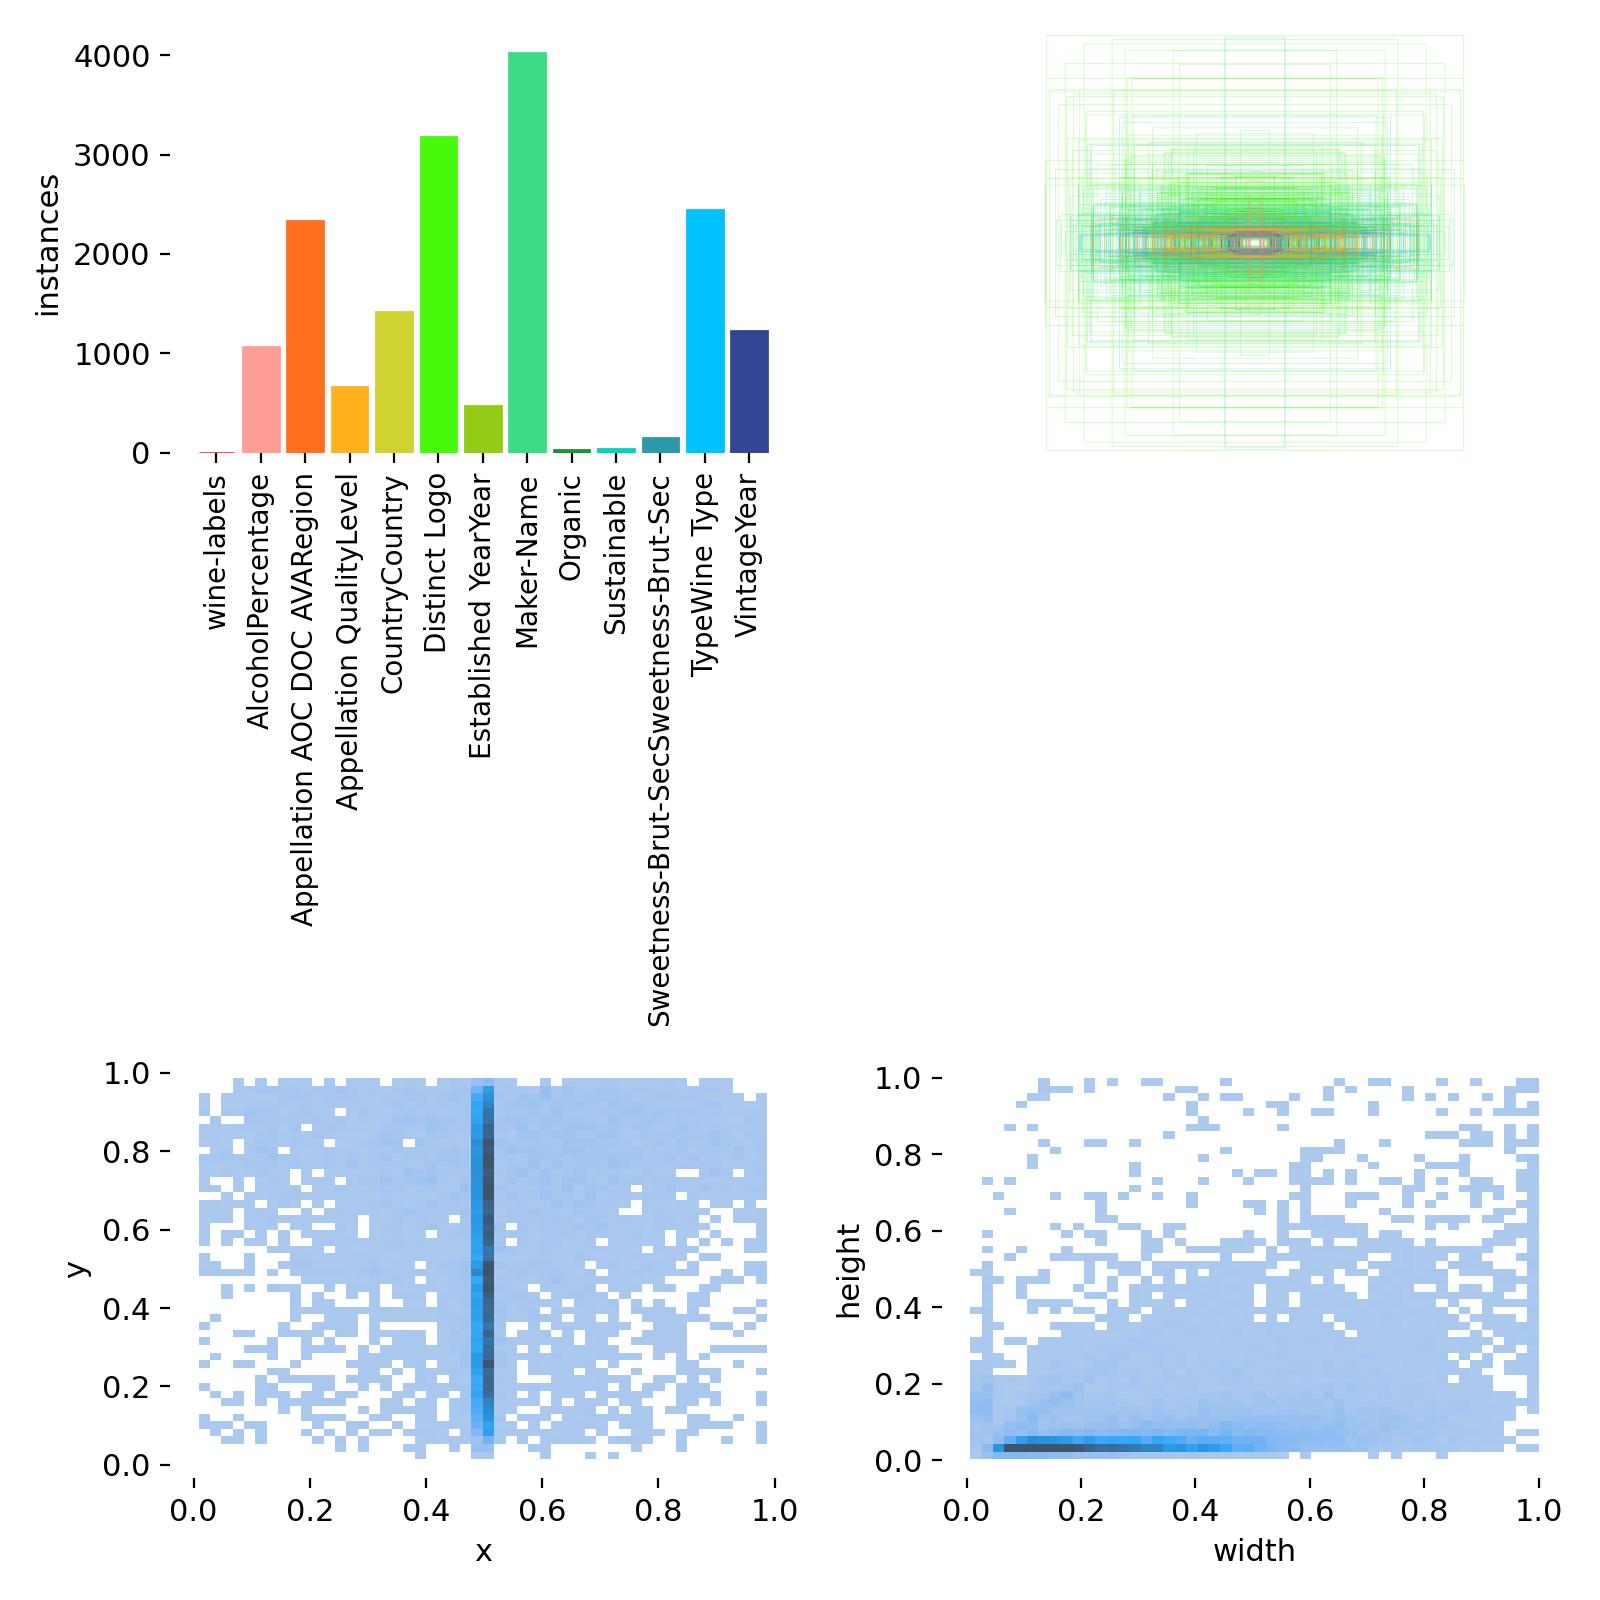 4000
3000
2000
1000
0
instances
wine-labels
AlcoholPercentage
Appellation AOC DOC AVARegion
Appellation QualityLevel
CountryCountry
Distinct Logo
Established YearYear
Maker-Name
Organic
Sustainable
Sweetness-Brut-SecSweetness-Brut-Sec
TypeWine Type
VintageYear
1.0
0.8
0.6
0.4
0.2
0.0
y
0.0 0.2 0.4 0.6 0.8 1.0
x
1.0
0.8
0.6
0.4
0.2
0.0
height
0.0 0.2 0.4 0.6 0.8 1.0
width